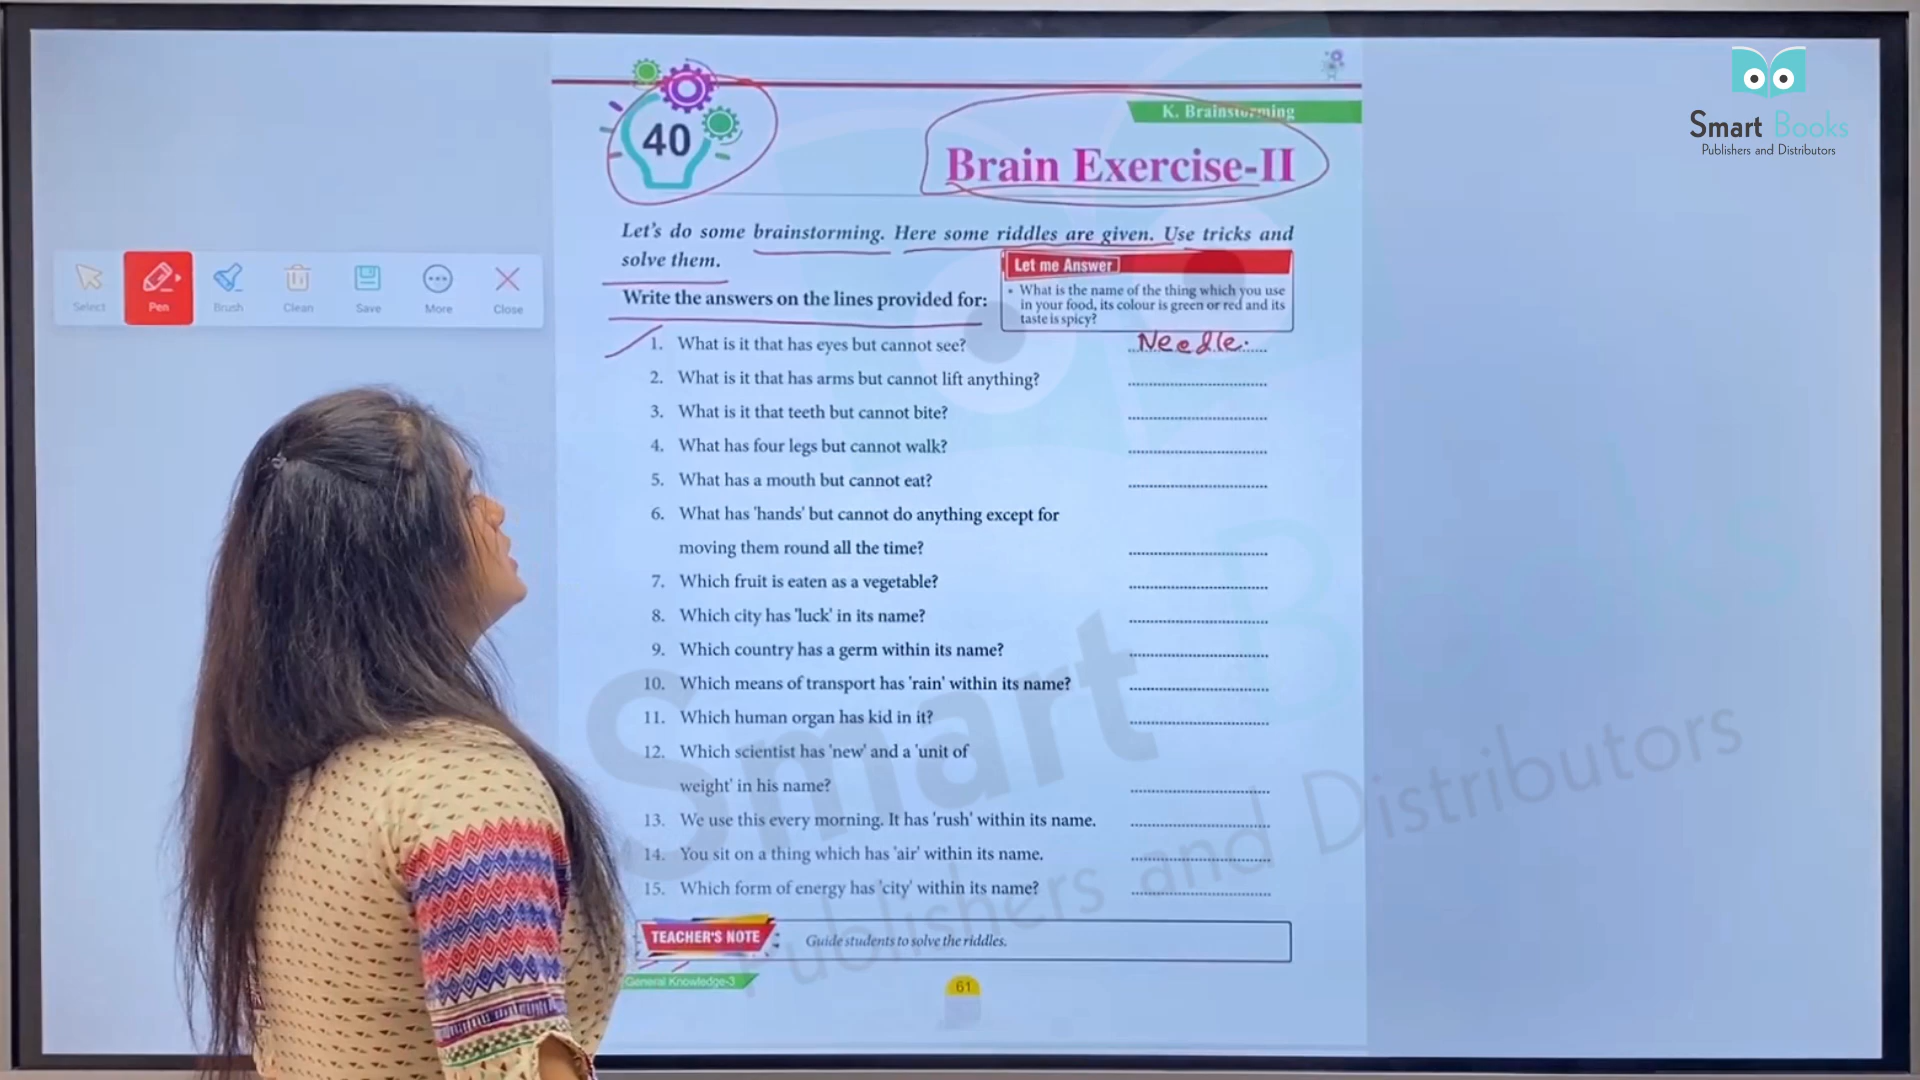 Smart Books
Publishers and Distributors
40
K. Brainstorming
Brain Exercise-II
Let's do some brainstorming. Here some riddles are given. Use tricks and
solve them.
Let me Answer
• What is the name of the thing which you use
in your food, its colour is green or red and its
taste is spicy?
Write the answers on the lines provided for:
1. What is it that has eyes but cannot see? Needle.
2. What is it that has arms but cannot lift anything?
3. What is it that teeth but cannot bite?
4. What has four legs but cannot walk?
5. What has a mouth but cannot eat?
6. What has 'hands' but cannot do anything except for
moving them round all the time?
7. Which fruit is eaten as a vegetable?
8. Which city has 'luck' in its name?
9. Which country has a germ within its name?
10. Which means of transport has 'rain' within its name?
11. Which human organ has kid in it?
12. Which scientist has 'new' and a 'unit of
weight' in his name?
13. We use this every morning. It has 'rush' within its name.
14. You sit on a thing which has 'air' within its name.
15. Which form of energy has 'city' within its name?
TEACHER'S NOTE
Guide students to solve the riddles.
General Knowledge-3
61
Select
Pen
Brush
Clean
Save
More
Close
Smart Books
Publishers and Distributors